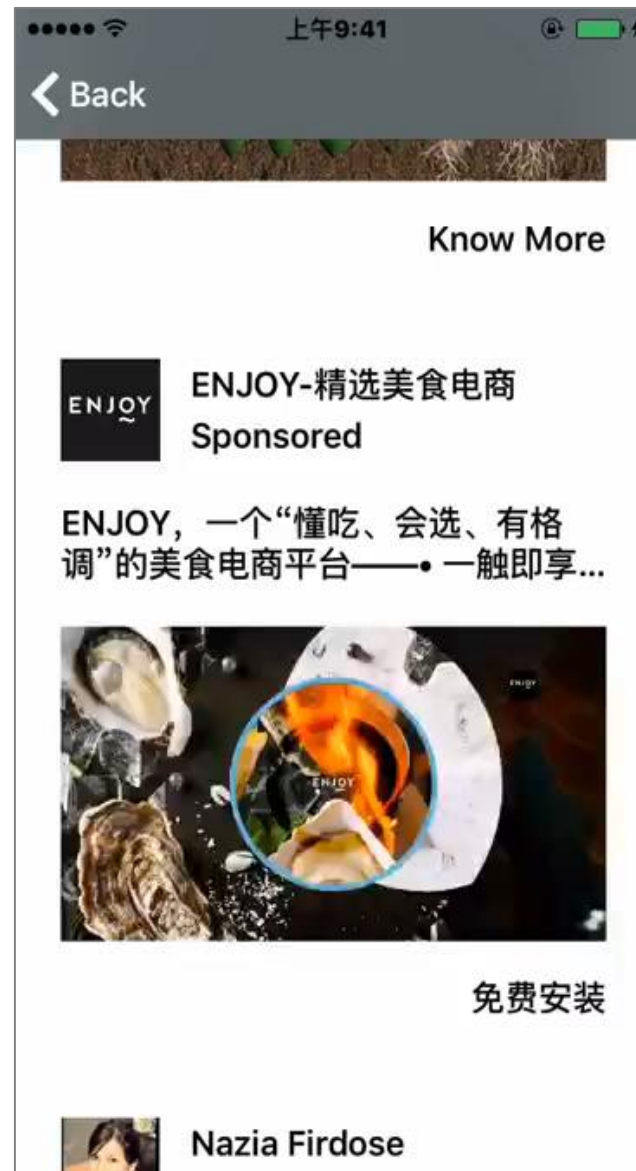 上午9:41
Back
Know More
ENJOY
ENJOY-精选美食电商
Sponsored
ENJOY，一个“懂吃、会选、有格
调”的美食电商平台——• 一触即享...
ENJOY
ENJOY
免费安装
Nazia Firdose